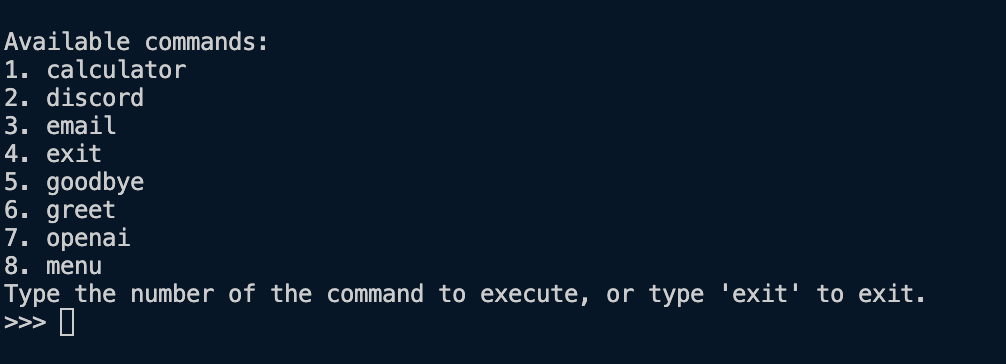 Available commands:
1. calculator
2. discord
3. email
4. exit
5. goodbye
6. greet
7. openai
8. menu
Type the number of the command to execute, or type 'exit' to exit.
>>>